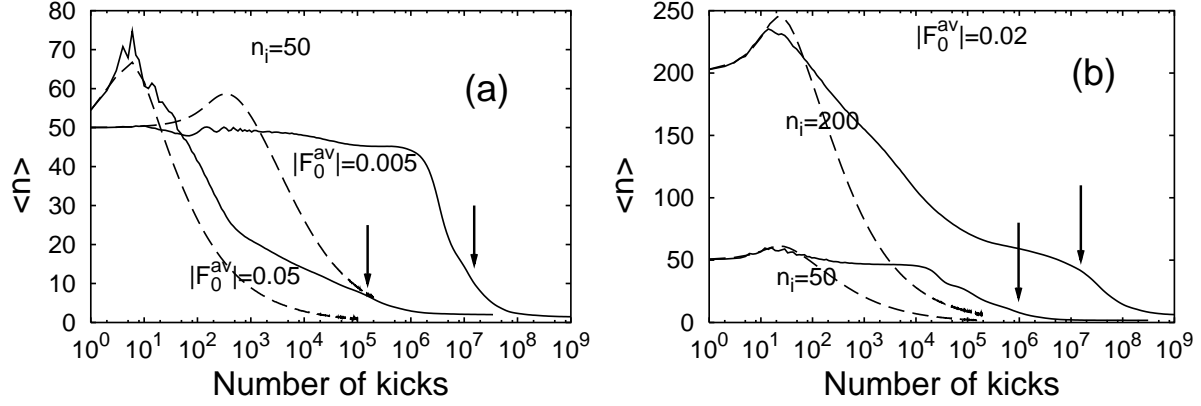 80
70
60
50
40
30
20
10
0
<n>
n_i=50
(a)
|F_0^{av}|=0.005
|F_0^{av}|=0.05
10^0 10^1 10^2 10^3 10^4 10^5 10^6 10^7 10^8 10^9
Number of kicks
250
200
150
100
50
0
<n>
|F_0^{av}|=0.02
(b)
n_i=200
n_i=50
10^0 10^1 10^2 10^3 10^4 10^5 10^6 10^7 10^8 10^9
Number of kicks